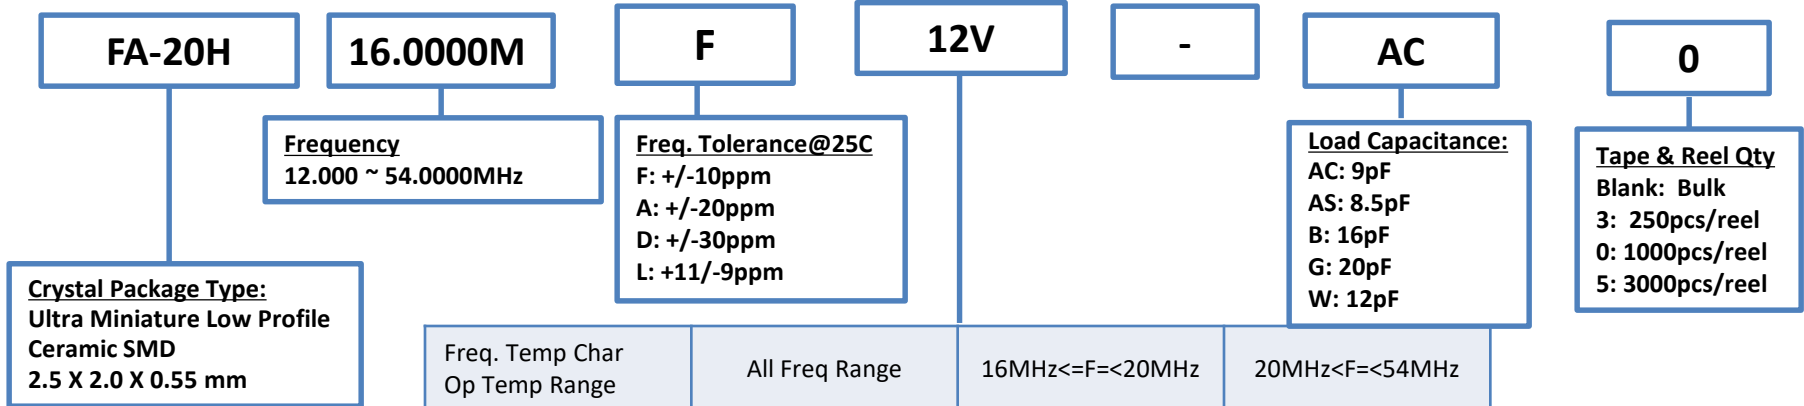 FA-20H
16.0000M
F
12V
-
AC
0
Frequency
12.000 ~ 54.0000MHz
Freq. Tolerance@25C
F: +/-10ppm
A: +/-20ppm
D: +/-30ppm
L: +11/-9ppm
Load Capacitance:
AC: 9pF
AS: 8.5pF
B: 16pF
G: 20pF
W: 12pF
Tape & Reel Qty
Blank: Bulk
3: 250pcs/reel
0: 1000pcs/reel
5: 3000pcs/reel
Crystal Package Type:
Ultra Miniature Low Profile
Ceramic SMD
2.5 X 2.0 X 0.55 mm
Freq. Temp Char
Op Temp Range
All Freq Range
16MHz<=F=<20MHz
20MHz<F=<54MHz